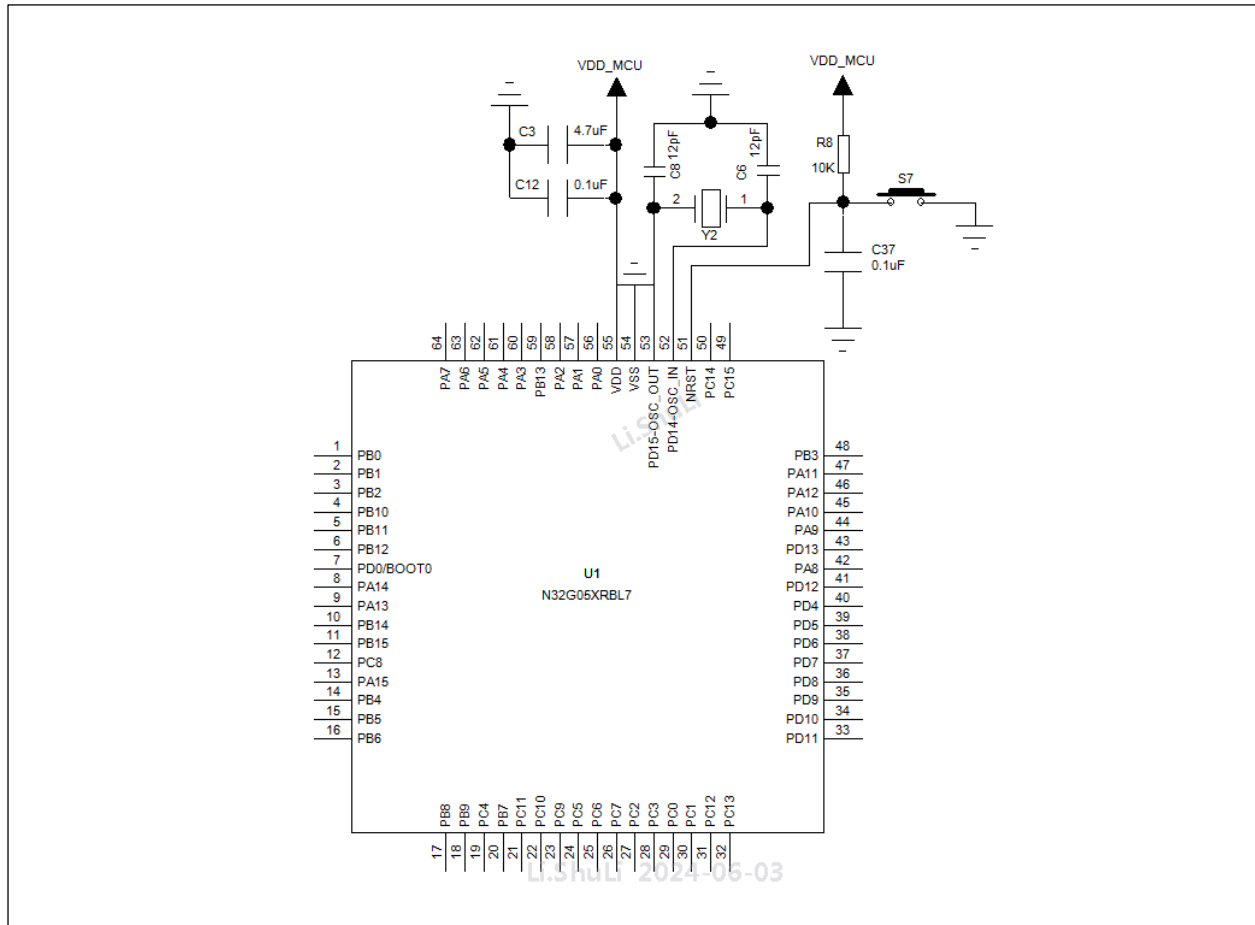 VDD_MCU
VDD_MCU
C3 4.7uF
C12 0.1uF
C8 12pF
C6 12pF
2 1
Y2
R8
10K
S7
C37
0.1uF
64 63 62 61 60 59 58 57 56 55 54 53 52 51 50 49
PA7 PA6 PA5 PA4 PA3 PB13 PA2 PA1 PA0 VDD VSS PD15-OSC_OUT PD14-OSC_IN NRST PC14 PC15
Li.ShuLi
1 PB0
2 PB1
3 PB2
4 PB10
5 PB11
6 PB12
7 PD0/BOOT0
8 PA14
9 PA13
10 PB14
11 PB15
12 PC8
13 PA15
14 PB4
15 PB5
16 PB6
U1
N32G05XRBL7
PB3 48
PA11 47
PA12 46
PA10 45
PA9 44
PD13 43
PA8 42
PD12 41
PD4 40
PD5 39
PD6 38
PD7 37
PD8 36
PD9 35
PD10 34
PD11 33
PB8 PB9 PC4 PB7 PC11 PC10 PC9 PC5 PC6 PC7 PC2 PC3 PC0 PC1 PC12 PC13
17 18 19 20 21 22 23 24 25 26 27 28 29 30 31 32
Li.ShuLi 2024-06-03